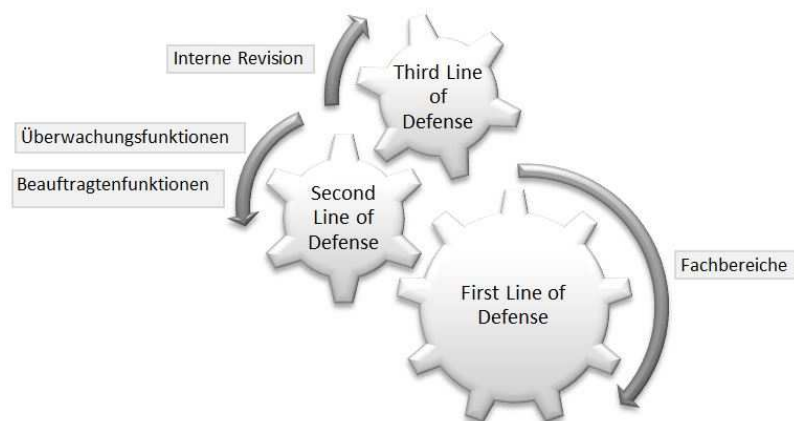 Interne Revision
Third Line
of
Defense
Überwachungsfunktionen
Beauftragtenfunktionen
Second
Line of
Defense
Fachbereiche
First Line of
Defense